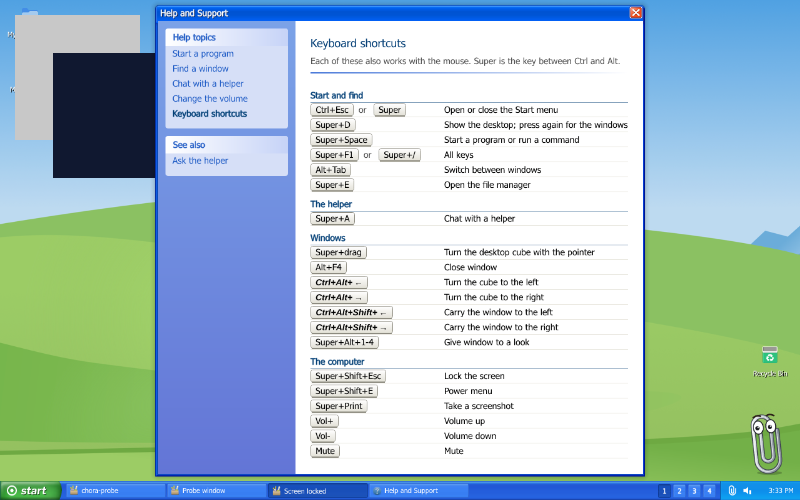 Help and Support
Help topics
Start a program
Find a window
Chat with a helper
Change the volume
Keyboard shortcuts
See also
Ask the helper
Keyboard shortcuts
Each of these also works with the mouse. Super is the key between Ctrl and Alt.
Start and find
Ctrl+Esc or Super Open or close the Start menu
Super+D Show the desktop; press again for the windows
Super+Space Start a program or run a command
Super+F1 or Super+/ All keys
Alt+Tab Switch between windows
Super+E Open the file manager
The helper
Super+A Chat with a helper
Windows
Super+drag Turn the desktop cube with the pointer
Alt+F4 Close window
Ctrl+Alt+ ← Turn the cube to the left
Ctrl+Alt+ → Turn the cube to the right
Ctrl+Alt+Shift+ ← Carry the window to the left
Ctrl+Alt+Shift+ → Carry the window to the right
Super+Alt+1-4 Give window to a look
The computer
Super+Shift+Esc Lock the screen
Super+Shift+E Power menu
Super+Print Take a screenshot
Vol+ Volume up
Vol- Volume down
Mute Mute
Recycle Bin
start chora-probe Probe window Screen locked Help and Support 1 2 3 4 3:33 PM